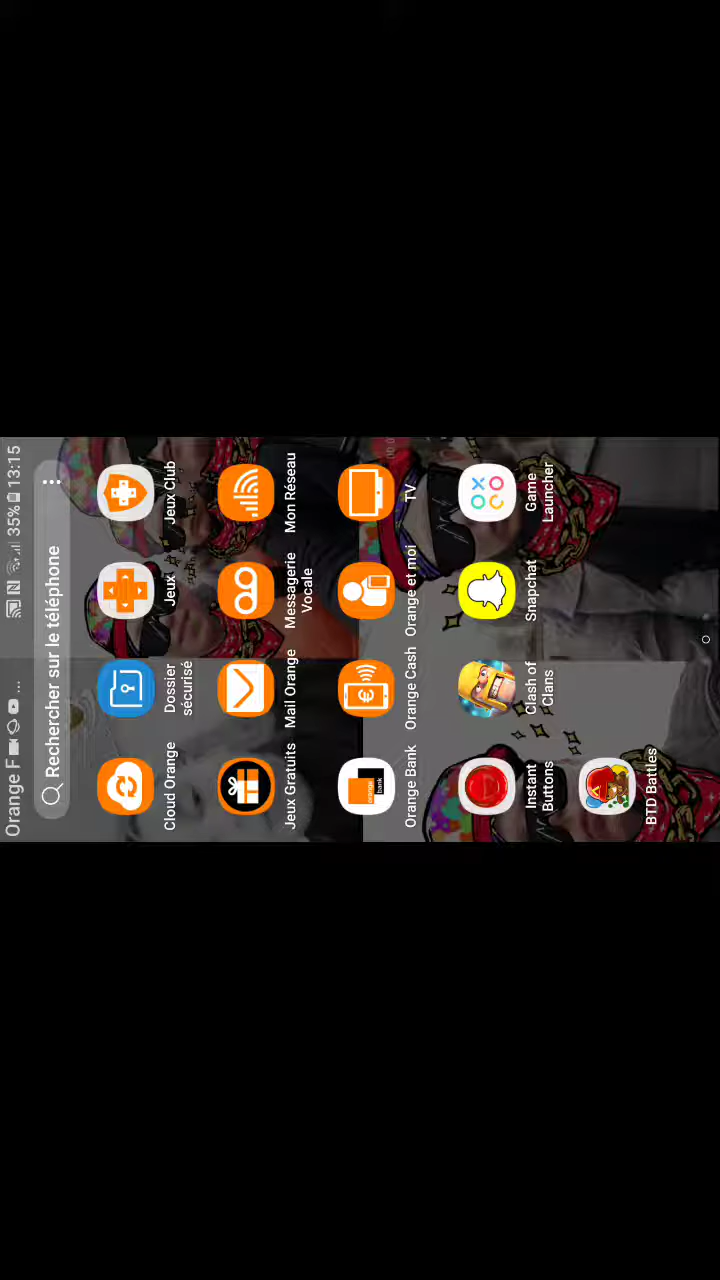 Orange F ... 35% 13:15
Rechercher sur le téléphone
Cloud Orange
Dossier sécurisé
Jeux
Jeux Club
Jeux Gratuits
Mail Orange
Messagerie Vocale
Mon Réseau
orange bank
Orange Bank
Orange Cash
Orange et moi
TV
Instant Buttons
Clash of Clans
Snapchat
Game Launcher
BTD Battles